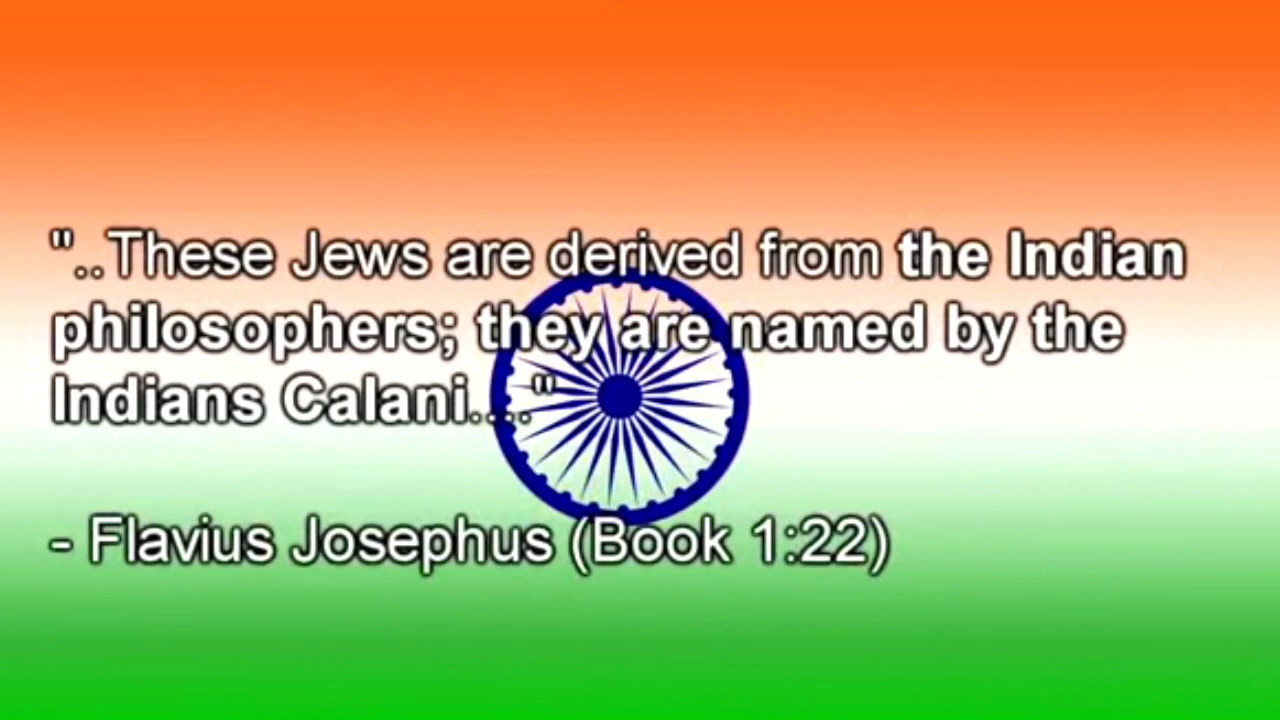 "..These Jews are derived from the Indian
philosophers; they are named by the
Indians Calani...."
- Flavius Josephus (Book 1:22)